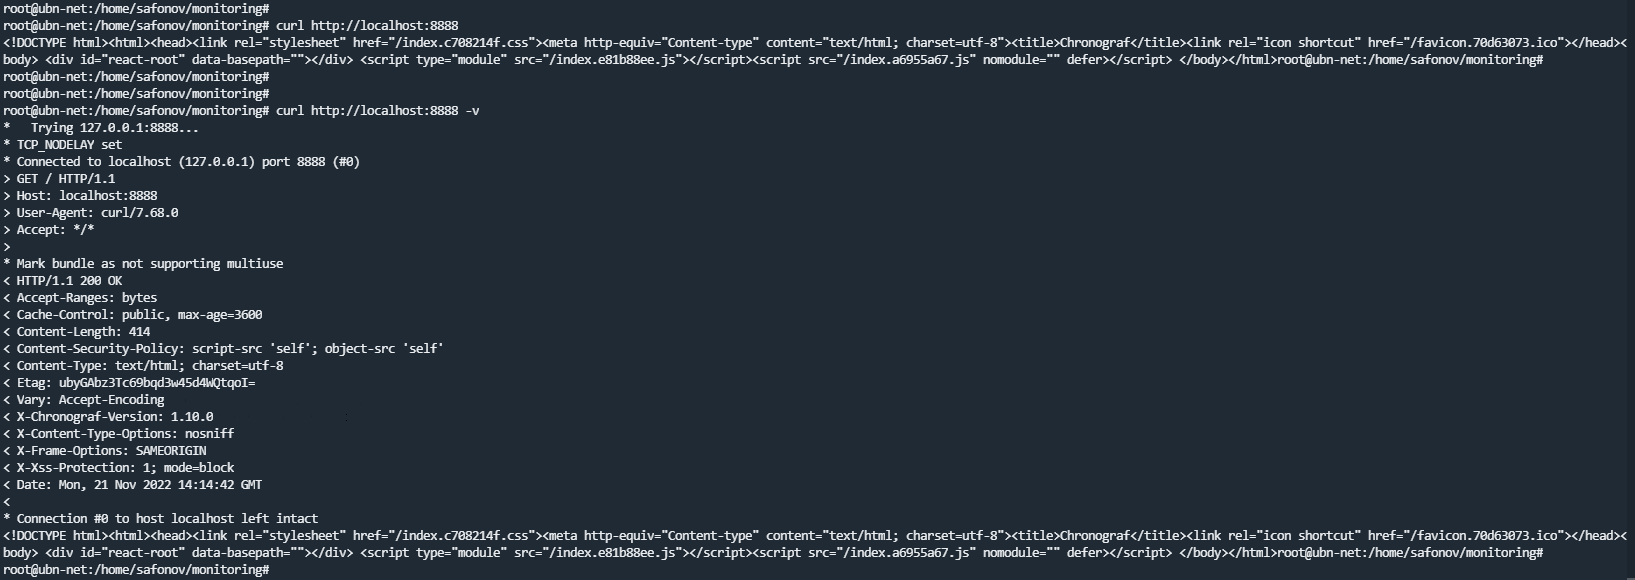 root@ubn-net:/home/safonov/monitoring#
root@ubn-net:/home/safonov/monitoring# curl http://localhost:8888
<!DOCTYPE html><html><head><link rel="stylesheet" href="/index.c708214f.css"><meta http-equiv="Content-type" content="text/html; charset=utf-8"><title>Chronograf</title><link rel="icon shortcut" href="/favicon.70d63073.ico"></head><
body> <div id="react-root" data-basepath=""></div> <script type="module" src="/index.e81b88ee.js"></script><script src="/index.a6955a67.js" nomodule="" defer></script> </body></html>root@ubn-net:/home/safonov/monitoring#
root@ubn-net:/home/safonov/monitoring#
root@ubn-net:/home/safonov/monitoring#
root@ubn-net:/home/safonov/monitoring# curl http://localhost:8888 -v
*   Trying 127.0.0.1:8888...
* TCP_NODELAY set
* Connected to localhost (127.0.0.1) port 8888 (#0)
> GET / HTTP/1.1
> Host: localhost:8888
> User-Agent: curl/7.68.0
> Accept: */*
>
* Mark bundle as not supporting multiuse
< HTTP/1.1 200 OK
< Accept-Ranges: bytes
< Cache-Control: public, max-age=3600
< Content-Length: 414
< Content-Security-Policy: script-src 'self'; object-src 'self'
< Content-Type: text/html; charset=utf-8
< Etag: ubyGAbz3Tc69bqd3w45d4WQtqoI=
< Vary: Accept-Encoding
< X-Chronograf-Version: 1.10.0
< X-Content-Type-Options: nosniff
< X-Frame-Options: SAMEORIGIN
< X-Xss-Protection: 1; mode=block
< Date: Mon, 21 Nov 2022 14:14:42 GMT
<
* Connection #0 to host localhost left intact
<!DOCTYPE html><html><head><link rel="stylesheet" href="/index.c708214f.css"><meta http-equiv="Content-type" content="text/html; charset=utf-8"><title>Chronograf</title><link rel="icon shortcut" href="/favicon.70d63073.ico"></head><
body> <div id="react-root" data-basepath=""></div> <script type="module" src="/index.e81b88ee.js"></script><script src="/index.a6955a67.js" nomodule="" defer></script> </body></html>root@ubn-net:/home/safonov/monitoring#
root@ubn-net:/home/safonov/monitoring#